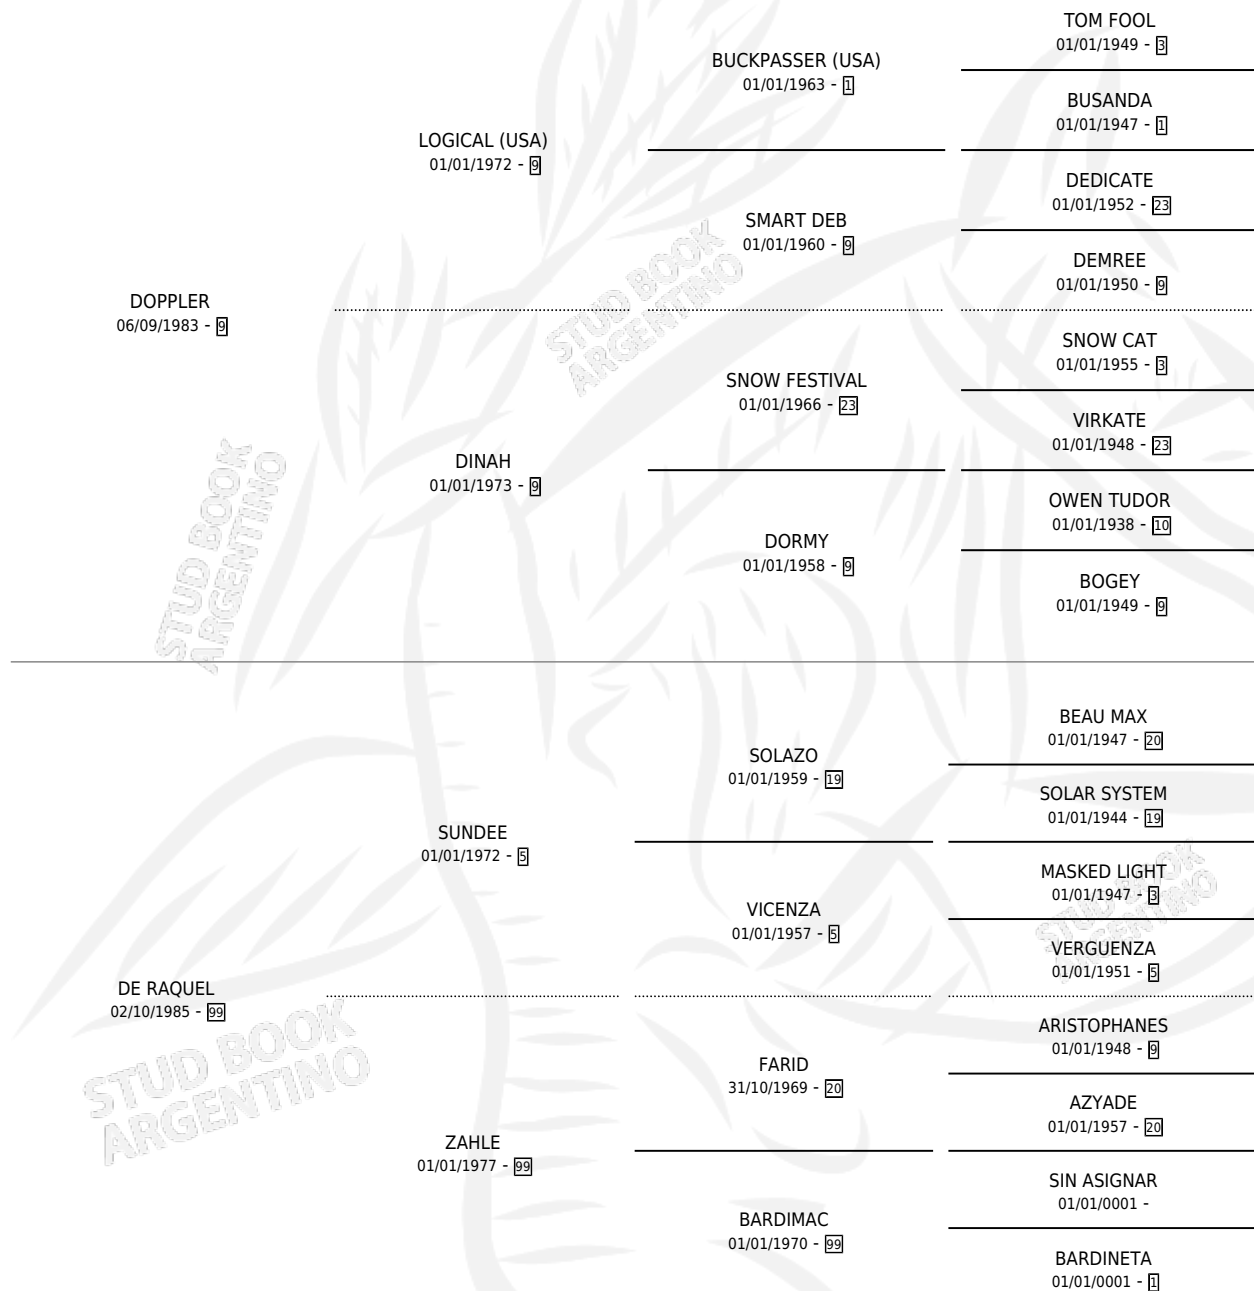 TOM FOOL
01/01/1949 - 3
BUCKPASSER (USA)
01/01/1963 - 1
BUSANDA
01/01/1947 - 1
LOGICAL (USA)
01/01/1972 - 9
DEDICATE
01/01/1952 - 23
SMART DEB
01/01/1960 - 9
DEMREE
01/01/1950 - 9
DOPPLER
06/09/1983 - 9
SNOW CAT
01/01/1955 - 3
SNOW FESTIVAL
01/01/1966 - 23
VIRKATE
01/01/1948 - 23
DINAH
01/01/1973 - 9
OWEN TUDOR
01/01/1938 - 10
DORMY
01/01/1958 - 9
BOGEY
01/01/1949 - 9
BEAU MAX
01/01/1947 - 20
SOLAZO
01/01/1959 - 19
SOLAR SYSTEM
01/01/1944 - 19
SUNDEE
01/01/1972 - 5
MASKED LIGHT
01/01/1947 - 3
VICENZA
01/01/1957 - 5
VERGUENZA
01/01/1951 - 5
DE RAQUEL
02/10/1985 - 99
ARISTOPHANES
01/01/1948 - 9
FARID
31/10/1969 - 20
AZYADE
01/01/1957 - 20
ZAHLE
01/01/1977 - 99
SIN ASIGNAR
01/01/0001 -
BARDIMAC
01/01/1970 - 99
BARDINETA
01/01/0001 - 1
STUD BOOK
ARGENTINO
STUD BOOK
ARGENTINO
STUD BOOK
ARGENTINO
STUD BOOK
ARGENTINO